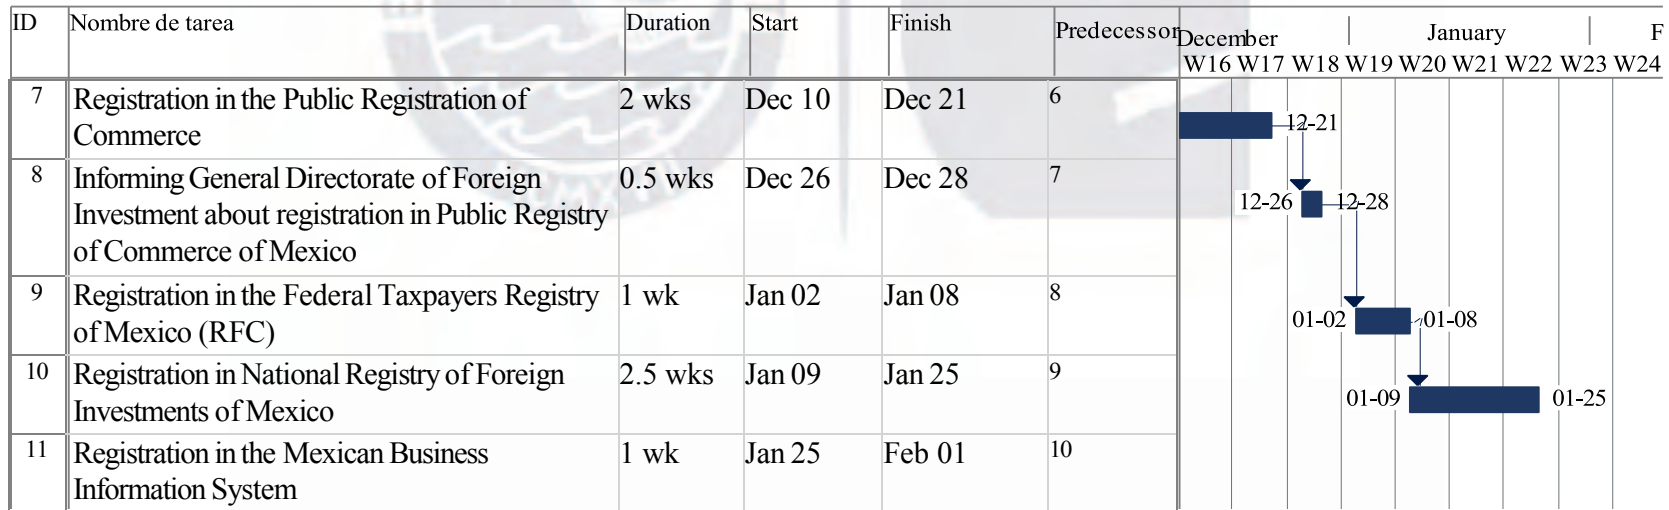 ID Nombre de tarea Duration Start Finish Predecessor December January F
W16 W17 W18 W19 W20 W21 W22 W23 W24
7 Registration in the Public Registration of Commerce 2 wks Dec 10 Dec 21 6
12-21
8 Informing General Directorate of Foreign Investment about registration in Public Registry of Commerce of Mexico 0.5 wks Dec 26 Dec 28 7
12-26 12-28
9 Registration in the Federal Taxpayers Registry of Mexico (RFC) 1 wk Jan 02 Jan 08 8
01-02 01-08
10 Registration in National Registry of Foreign Investments of Mexico 2.5 wks Jan 09 Jan 25 9
01-09 01-25
11 Registration in the Mexican Business Information System 1 wk Jan 25 Feb 01 10